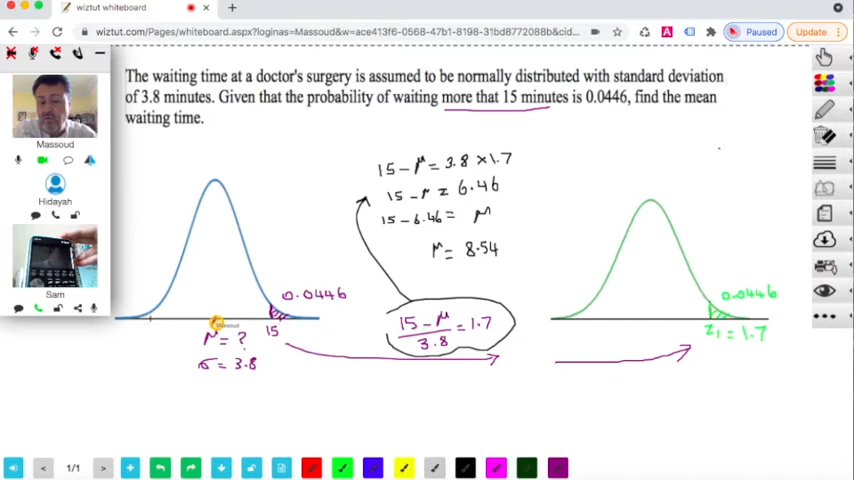 wiztut whiteboard
wiztut.com/Pages/whiteboard.aspx?loginas=Massoud&w=ace413f6-0568-47b1-8198-31bd8772088b&cid...
Paused
Update
The waiting time at a doctor's surgery is assumed to be normally distributed with standard deviation
of 3.8 minutes. Given that the probability of waiting more that 15 minutes is 0.0446, find the mean
waiting time.
Massoud
Hidayah
Sam
15 - μ = 3.8 × 1.7
15 - μ = 6.46
15 - 6.46 = μ
μ = 8.54
0.0446
Massoud
15
μ = ?
σ = 3.8
15 - μ
3.8
= 1.7
0.0446
z₁ = 1.7
1/1